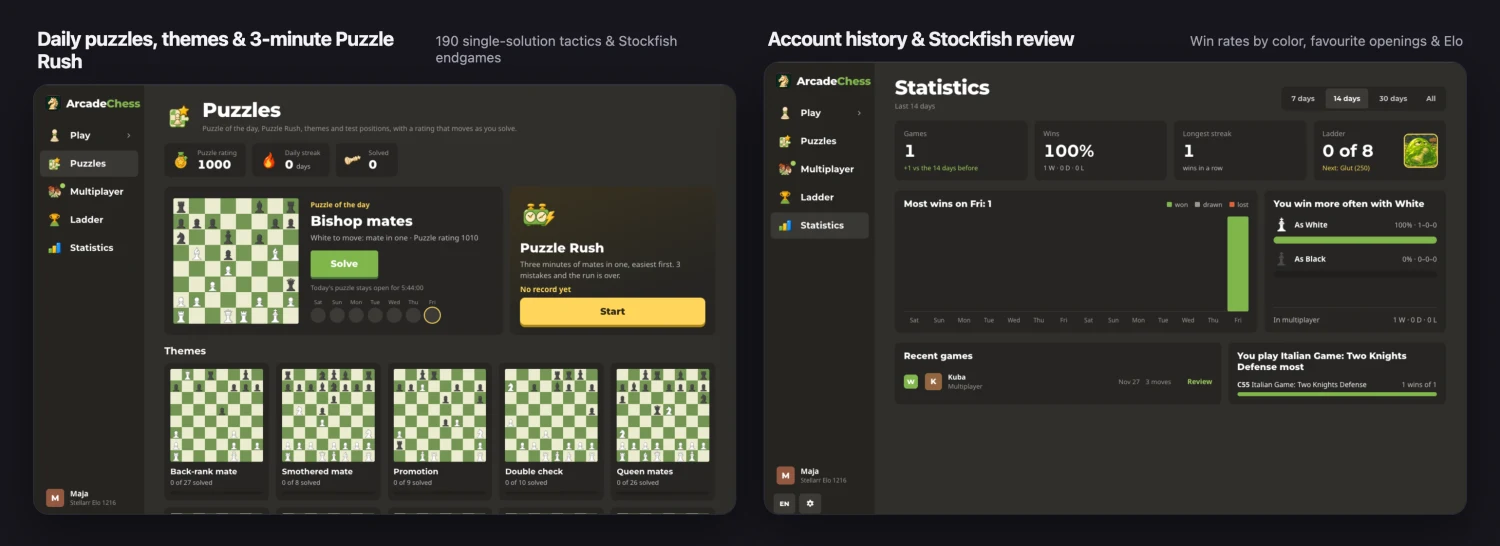 Daily puzzles, themes & 3-minute Puzzle
Rush
190 single-solution tactics & Stockfish
endgames
ArcadeChess
Play
Puzzles
Multiplayer
Ladder
Statistics
M
Maja
Stellarr Elo 1216
Puzzles
Puzzle of the day, Puzzle Rush, themes and test positions, with a rating that moves as you solve.
Puzzle rating
1000
Daily streak
0 days
Solved
0
Puzzle of the day
Bishop mates
White to move: mate in one · Puzzle rating 1010
Solve
Today's puzzle stays open for 5:44:00
Sat Sun Mon Tue Wed Thu Fri
Puzzle Rush
Three minutes of mates in one, easiest first. 3
mistakes and the run is over.
No record yet
Start
Themes
Back-rank mate
0 of 27 solved
Smothered mate
0 of 8 solved
Promotion
0 of 9 solved
Double check
0 of 10 solved
Queen mates
0 of 26 solved
Account history & Stockfish review
Win rates by color, favourite openings & Elo
ArcadeChess
Play
Puzzles
Multiplayer
Ladder
Statistics
M
Maja
Stellarr Elo 1216
EN
Statistics
Last 14 days
7 days 14 days 30 days All
Games
1
+1 vs the 14 days before
Wins
100%
1 W · 0 D · 0 L
Longest streak
1
wins in a row
Ladder
0 of 8
Next: Glut (250)
Most wins on Fri: 1
won drawn lost
Sat Sun Mon Tue Wed Thu Fri Sat Sun Mon Tue Wed Thu Fri
You win more often with White
As White 100% · 1–0–0
As Black 0% · 0–0–0
In multiplayer 1 W · 0 D · 0 L
Recent games
W K
Kuba
Multiplayer
Nov 27 3 moves Review
You play Italian Game: Two Knights
Defense most
C55 Italian Game: Two Knights Defense 1 wins of 1